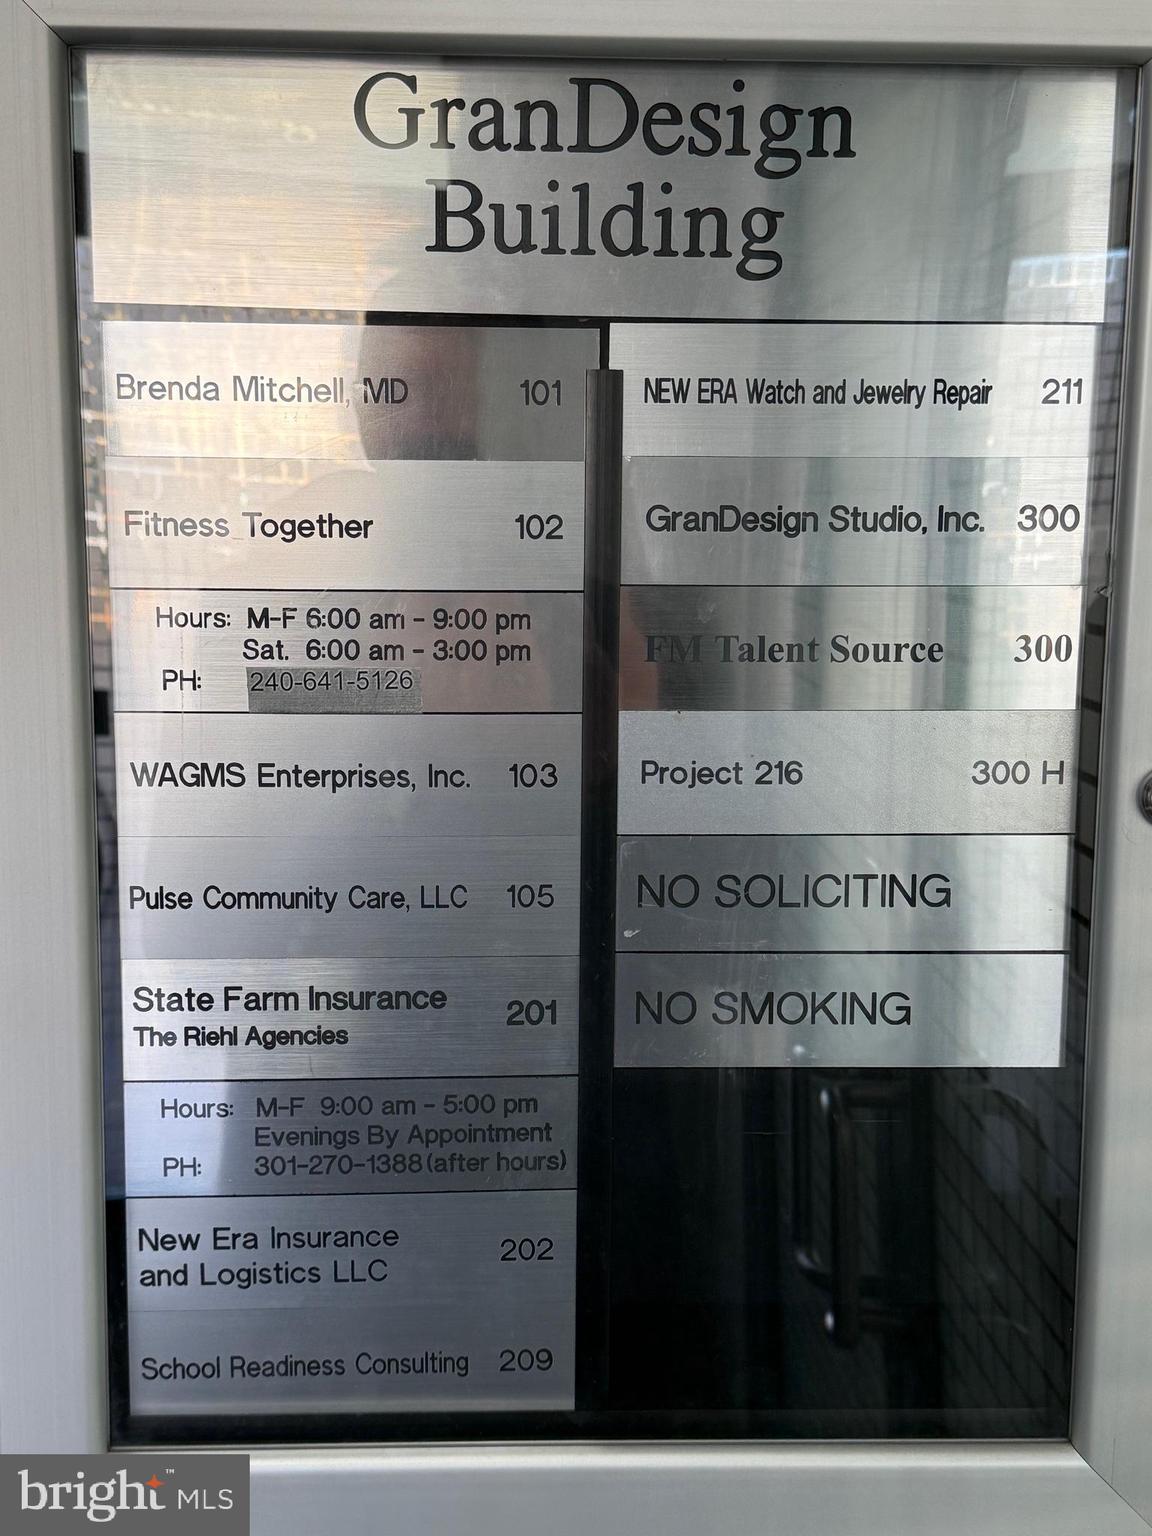 GranDesign
Building
Brenda Mitchell, MD 101
Fitness Together 102
Hours: M-F 6:00 am - 9:00 pm
Sat. 6:00 am - 3:00 pm
PH: 240-641-5126
WAGMS Enterprises, Inc. 103
Pulse Community Care, LLC 105
State Farm Insurance 201
The Riehl Agencies
Hours: M-F 9:00 am - 5:00 pm
Evenings By Appointment
PH: 301-270-1388 (after hours)
New Era Insurance 202
and Logistics LLC
School Readiness Consulting 209
NEW ERA Watch and Jewelry Repair 211
GranDesign Studio, Inc. 300
FM Talent Source 300
Project 216 300 H
NO SOLICITING
NO SMOKING
bright™ MLS